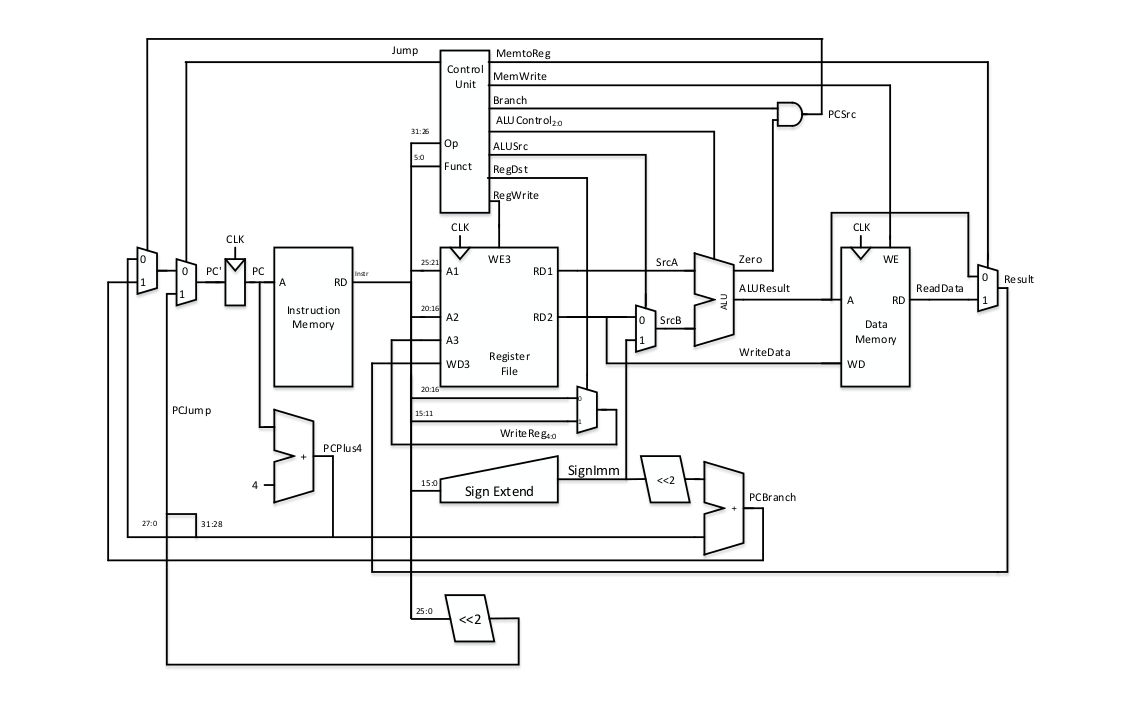 Jump
MemtoReg
Control
Unit
MemWrite
Branch
PCSrc
ALUControl2:0
31:26
Op
ALUSrc
5:0
Funct
RegDst
RegWrite
CLK
CLK
CLK
0
1
0
1
PC'
PC
A
RD
Instruction
Memory
Instr
25:21
A1
WE3
RD1
20:16
A2
RD2
A3
WD3
Register
File
SrcA
0
1
SrcB
ALU
Zero
ALUResult
WriteData
WE
A
RD
Data
Memory
WD
ReadData
0
1
Result
20:16
0
15:11
1
WriteReg4:0
PCJump
PCPlus4
+
4
15:0
Sign Extend
SignImm
<<2
+
PCBranch
27:0
31:28
25:0
<<2